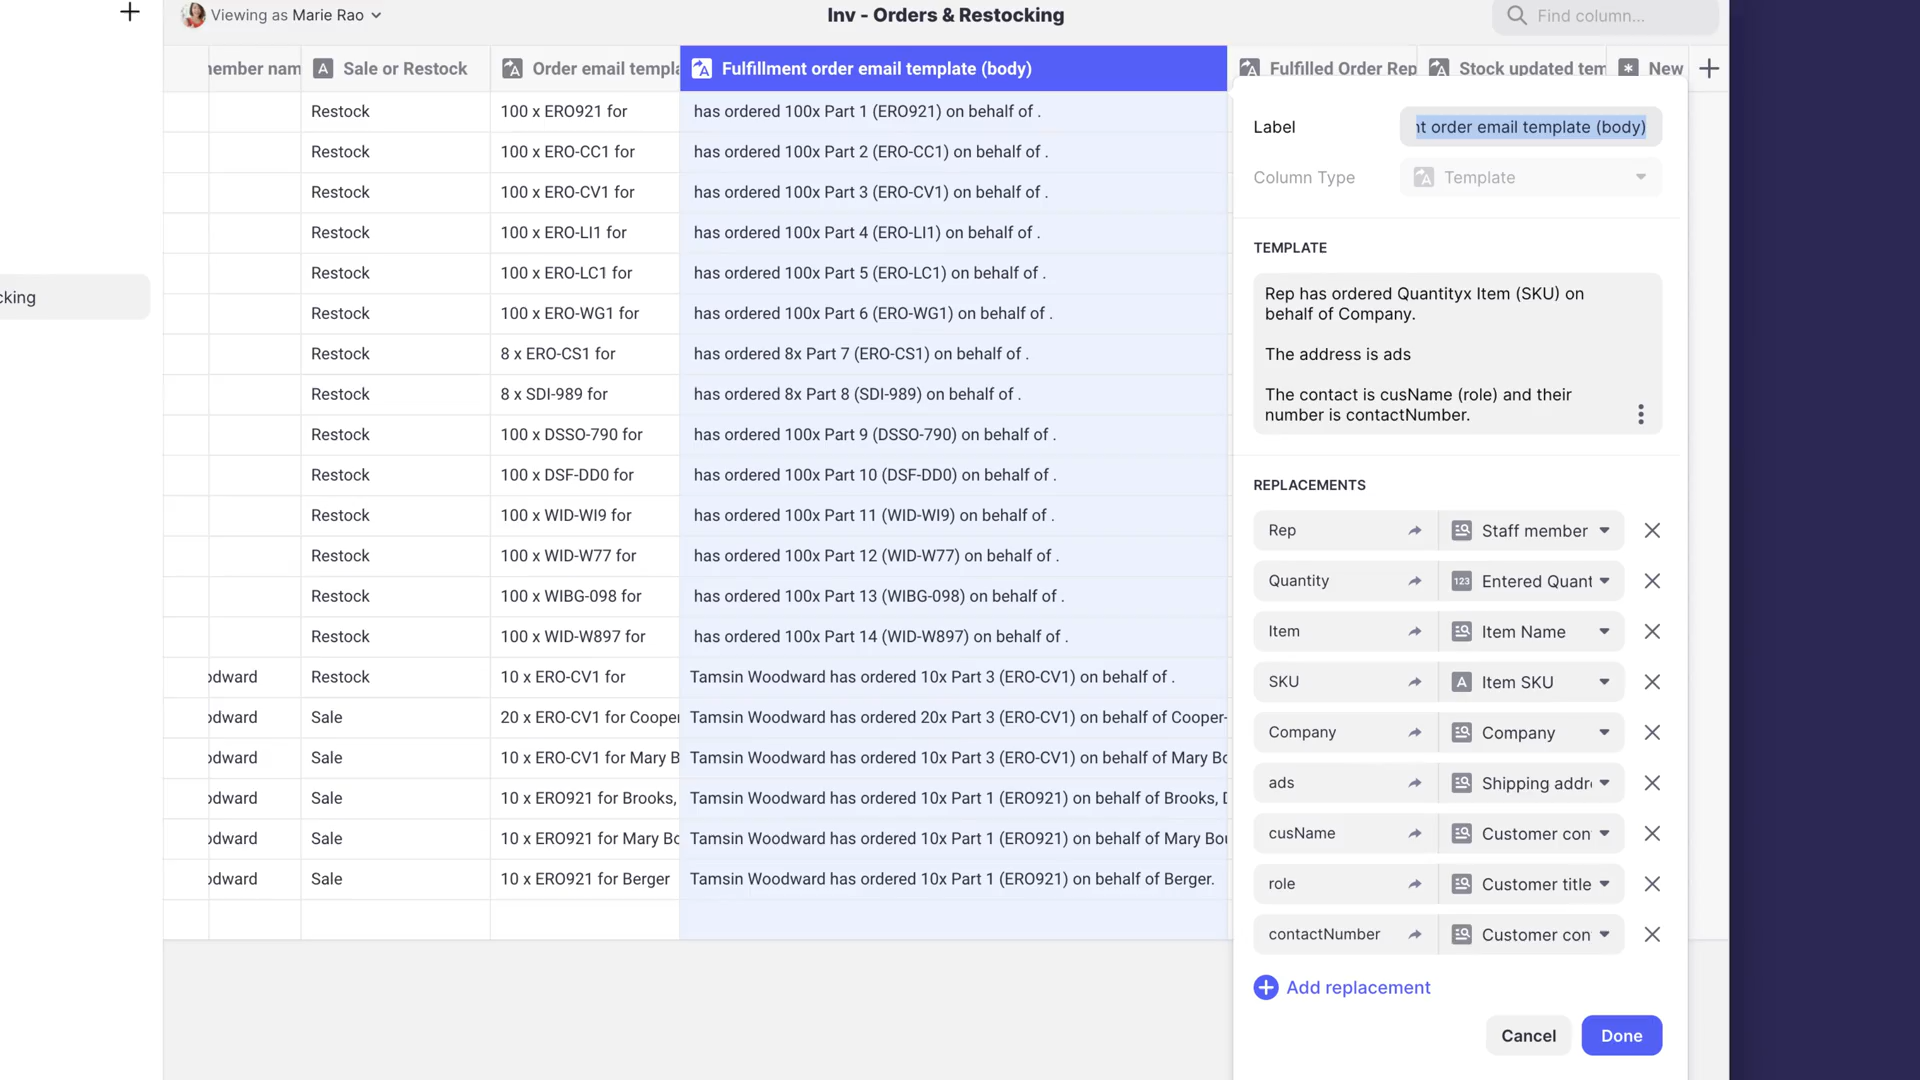 Viewing as Marie Rao
Inv - Orders & Restocking
Find column...
cking
member nam
Sale or Restock
Order email templa
Fulfillment order email template (body)
Fulfilled Order Rep
Stock updated tem
New
Restock
100 x ERO921 for
has ordered 100x Part 1 (ERO921) on behalf of .
Restock
100 x ERO-CC1 for
has ordered 100x Part 2 (ERO-CC1) on behalf of .
Restock
100 x ERO-CV1 for
has ordered 100x Part 3 (ERO-CV1) on behalf of .
Restock
100 x ERO-LI1 for
has ordered 100x Part 4 (ERO-LI1) on behalf of .
Restock
100 x ERO-LC1 for
has ordered 100x Part 5 (ERO-LC1) on behalf of .
Restock
100 x ERO-WG1 for
has ordered 100x Part 6 (ERO-WG1) on behalf of .
Restock
8 x ERO-CS1 for
has ordered 8x Part 7 (ERO-CS1) on behalf of .
Restock
8 x SDI-989 for
has ordered 8x Part 8 (SDI-989) on behalf of .
Restock
100 x DSSO-790 for
has ordered 100x Part 9 (DSSO-790) on behalf of .
Restock
100 x DSF-DD0 for
has ordered 100x Part 10 (DSF-DD0) on behalf of .
Restock
100 x WID-WI9 for
has ordered 100x Part 11 (WID-WI9) on behalf of .
Restock
100 x WID-W77 for
has ordered 100x Part 12 (WID-W77) on behalf of .
Restock
100 x WIBG-098 for
has ordered 100x Part 13 (WIBG-098) on behalf of .
Restock
100 x WID-W897 for
has ordered 100x Part 14 (WID-W897) on behalf of .
odward
Restock
10 x ERO-CV1 for
Tamsin Woodward has ordered 10x Part 3 (ERO-CV1) on behalf of .
odward
Sale
20 x ERO-CV1 for Cooper
Tamsin Woodward has ordered 20x Part 3 (ERO-CV1) on behalf of Cooper-
odward
Sale
10 x ERO-CV1 for Mary B
Tamsin Woodward has ordered 10x Part 3 (ERO-CV1) on behalf of Mary Bo
odward
Sale
10 x ERO921 for Brooks,
Tamsin Woodward has ordered 10x Part 1 (ERO921) on behalf of Brooks, D
odward
Sale
10 x ERO921 for Mary Bo
Tamsin Woodward has ordered 10x Part 1 (ERO921) on behalf of Mary Bou
odward
Sale
10 x ERO921 for Berger
Tamsin Woodward has ordered 10x Part 1 (ERO921) on behalf of Berger.
Label
nt order email template (body)
Column Type
Template
TEMPLATE
Rep has ordered Quantityx Item (SKU) on
behalf of Company.
The address is ads
The contact is cusName (role) and their
number is contactNumber.
REPLACEMENTS
Rep
Staff member
Quantity
123
Entered Quant
Item
Item Name
SKU
A
Item SKU
Company
Company
ads
Shipping addr
cusName
Customer con
role
Customer title
contactNumber
Customer con
Add replacement
Cancel
Done